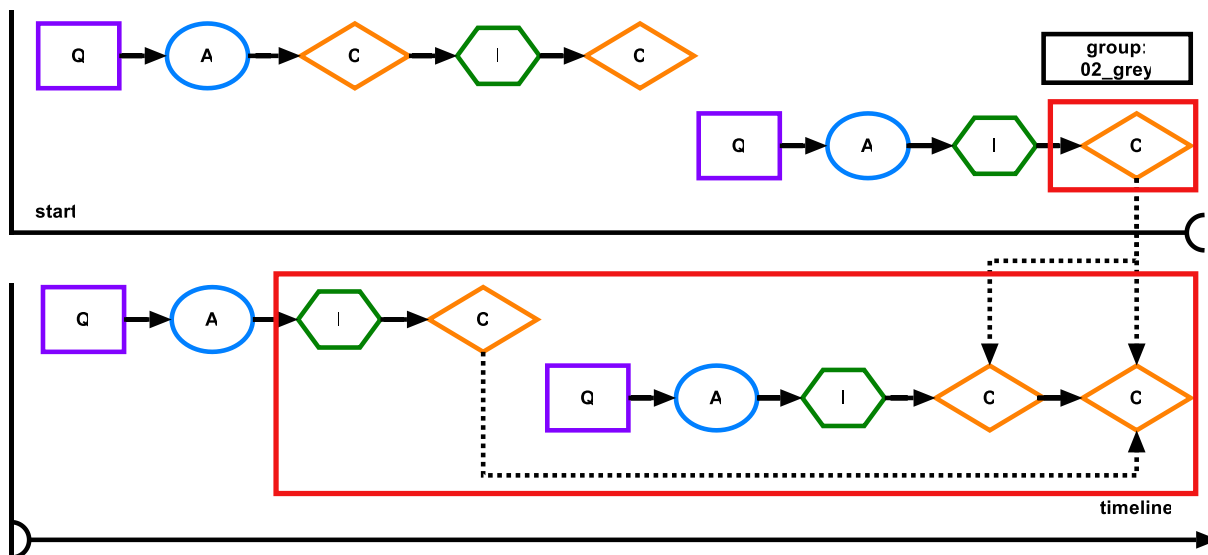 Q A C I C
group:
02_grey
Q A I C
start
Q A I C
Q A I C C
timeline